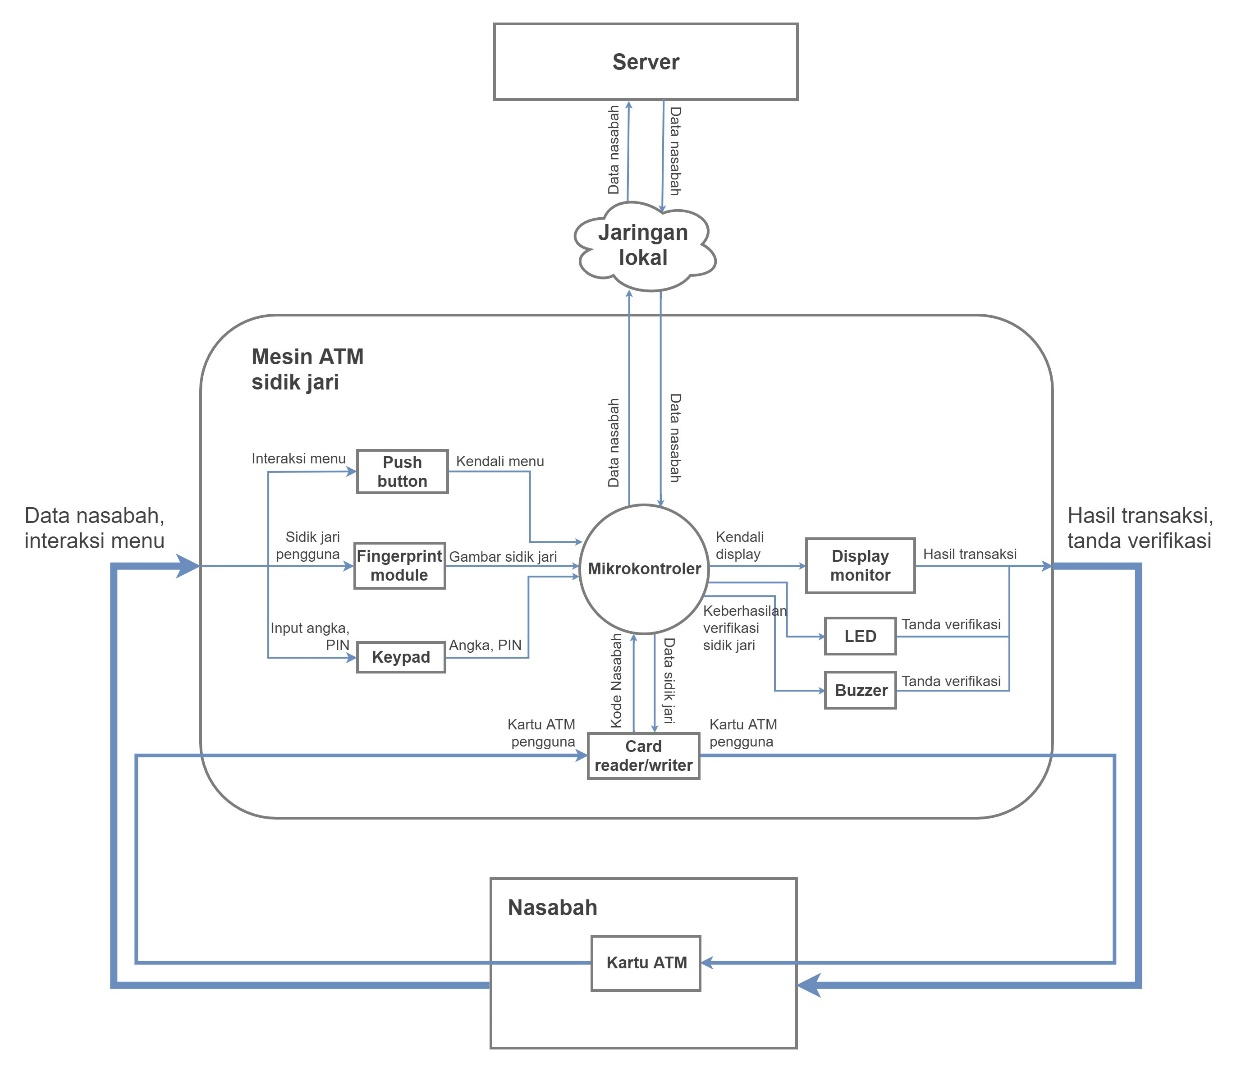 Server
Data nasabah
Data nasabah
Jaringan
lokal
Mesin ATM
sidik jari
Data nasabah
Data nasabah
Interaksi menu
Push
button
Kendali menu
Data nasabah,
interaksi menu
Sidik jari
pengguna
Fingerprint
module
Gambar sidik jari
Mikrokontroler
Kendali
display
Display
monitor
Hasil transaksi
Hasil transaksi,
tanda verifikasi
Input angka,
PIN
Keypad
Angka, PIN
Keberhasilan
verifikasi
sidik jari
LED
Tanda verifikasi
Buzzer
Tanda verifikasi
Kode Nasabah
Data sidik jari
Kartu ATM
pengguna
Card
reader/writer
Kartu ATM
pengguna
Nasabah
Kartu ATM